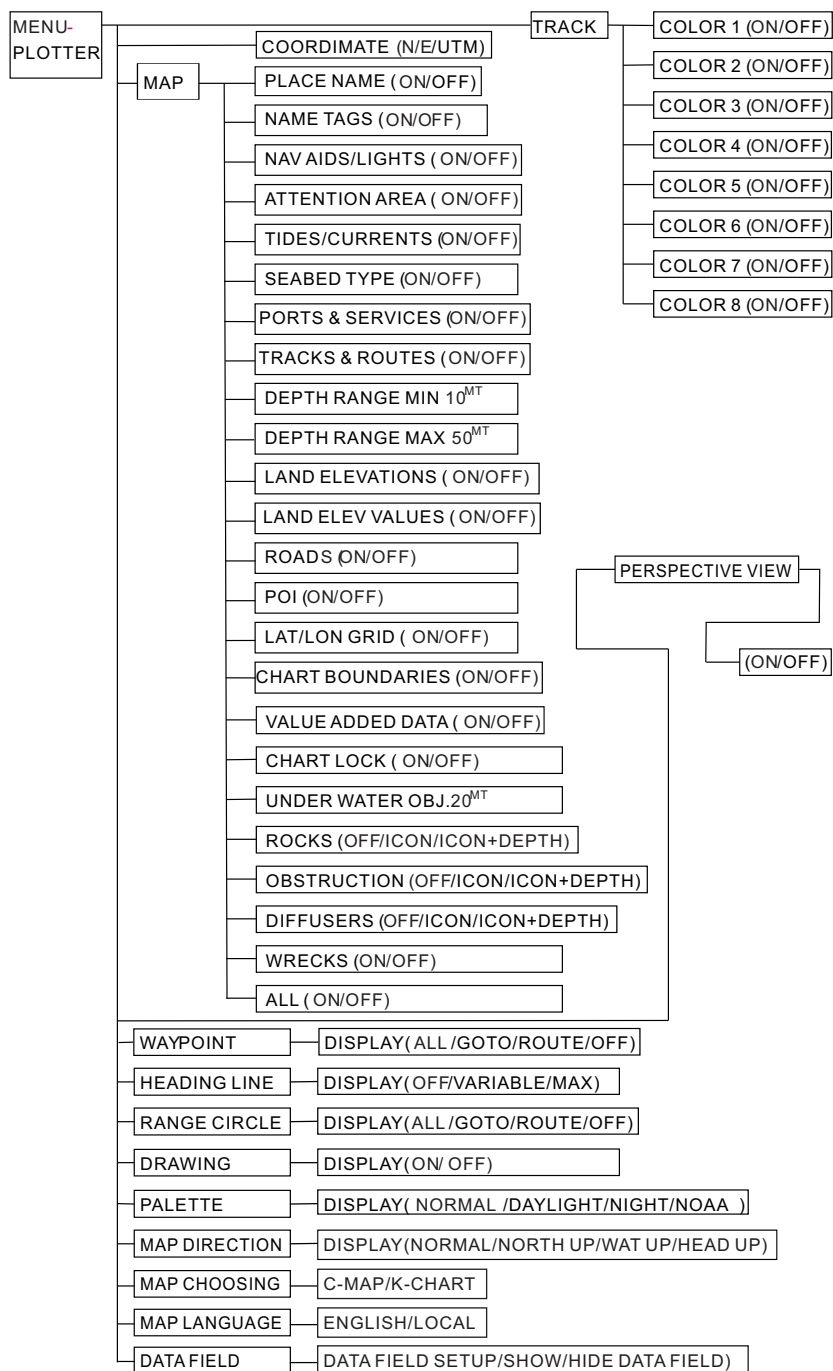 MENU-
PLOTTER
TRACK
COLOR 1 (ON/OFF)
COLOR 2 (ON/OFF)
COLOR 3 (ON/OFF)
COLOR 4 (ON/OFF)
COLOR 5 (ON/OFF)
COLOR 6 (ON/OFF)
COLOR 7 (ON/OFF)
COLOR 8 (ON/OFF)
COORDIMATE (N/E/UTM)
MAP
PLACE NAME (ON/OFF)
NAME TAGS (ON/OFF)
NAV AIDS/LIGHTS (ON/OFF)
ATTENTION AREA (ON/OFF)
TIDES/CURRENTS (ON/OFF)
SEABED TYPE (ON/OFF)
PORTS & SERVICES (ON/OFF)
TRACKS & ROUTES (ON/OFF)
DEPTH RANGE MIN 10MT
DEPTH RANGE MAX 50MT
LAND ELEVATIONS (ON/OFF)
LAND ELEV VALUES (ON/OFF)
ROADS (ON/OFF)
POI (ON/OFF)
LAT/LON GRID (ON/OFF)
CHART BOUNDARIES (ON/OFF)
VALUE ADDED DATA (ON/OFF)
CHART LOCK (ON/OFF)
UNDER WATER OBJ.20MT
ROCKS (OFF/ICON/ICON+DEPTH)
OBSTRUCTION (OFF/ICON/ICON+DEPTH)
DIFFUSERS (OFF/ICON/ICON+DEPTH)
WRECKS (ON/OFF)
ALL (ON/OFF)
PERSPECTIVE VIEW
(ON/OFF)
WAYPOINT DISPLAY(ALL/GOTO/ROUTE/OFF)
HEADING LINE DISPLAY(OFF/VARIABLE/MAX)
RANGE CIRCLE DISPLAY(ALL/GOTO/ROUTE/OFF)
DRAWING DISPLAY(ON/OFF)
PALETTE DISPLAY( NORMAL /DAYLIGHT/NIGHT/NOAA )
MAP DIRECTION DISPLAY(NORMAL/NORTH UP/WAT UP/HEAD UP)
MAP CHOOSING C-MAP/K-CHART
MAP LANGUAGE ENGLISH/LOCAL
DATA FIELD DATA FIELD SETUP/SHOW/HIDE DATA FIELD)